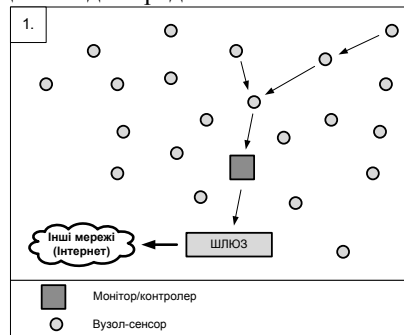 1.
Інші мережі
(Інтернет)
ШЛЮЗ
Монітор/контролер
Вузол-сенсор